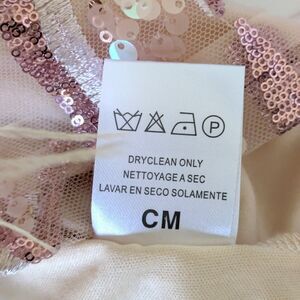 P
DRYCLEAN ONLY
NETTOYAGE A SEC
LAVAR EN SECO SOLAMENTE
CM